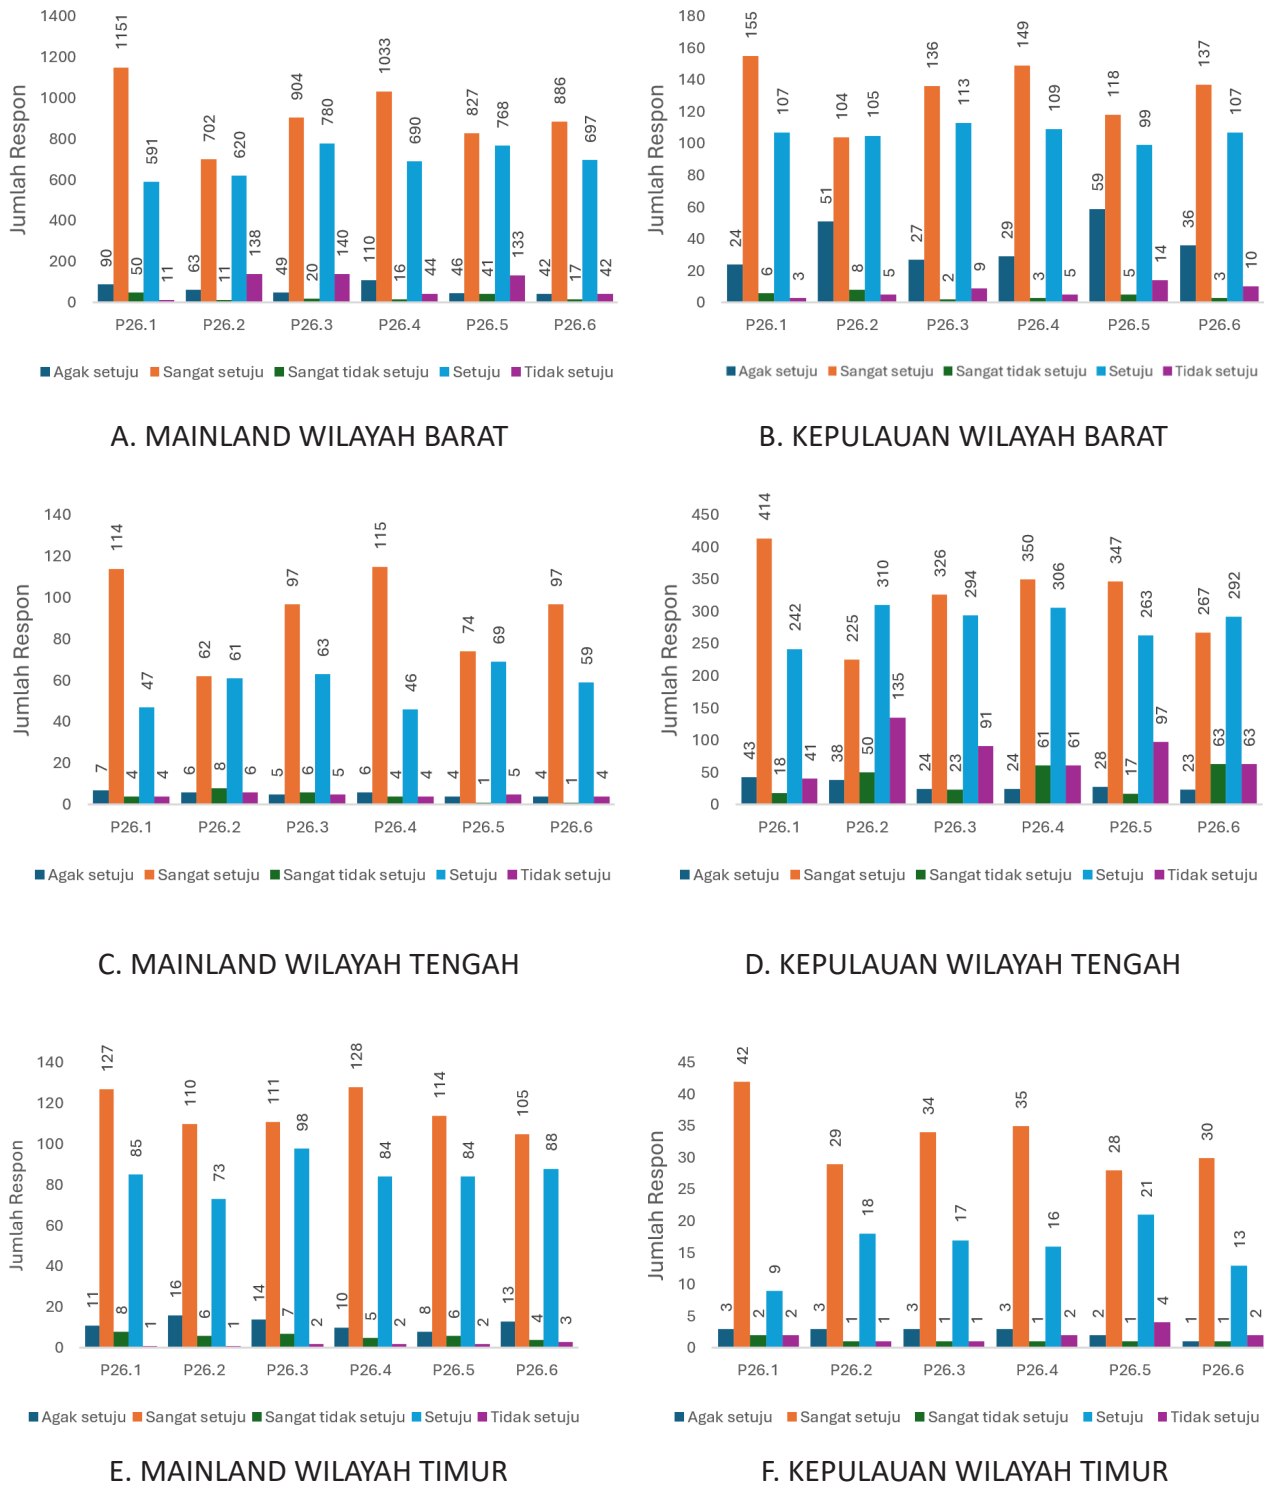 1400
1200
1000
800
600
400
200
0
Jumlah Respon
90 1151 50 591 11
63 702 11 620 138
49 904 20 780 140
110 1033 16 690 44
46 827 41 768 133
42 886 17 697 42
P26.1 P26.2 P26.3 P26.4 P26.5 P26.6
Agak setuju Sangat setuju Sangat tidak setuju Setuju Tidak setuju
A. MAINLAND WILAYAH BARAT
180
160
140
120
100
80
60
40
20
0
Jumlah Respon
24 155 6 107 3
51 104 8 105 5
27 136 2 113 9
29 149 3 109 5
59 118 5 99 14
36 137 3 107 10
P26.1 P26.2 P26.3 P26.4 P26.5 P26.6
Agak setuju Sangat setuju Sangat tidak setuju Setuju Tidak setuju
B. KEPULAUAN WILAYAH BARAT
140
120
100
80
60
40
20
0
Jumlah Respon
7 114 4 47 4
6 62 8 61 6
5 97 6 63 5
6 115 4 46 4
4 74 1 69 5
4 97 1 59 4
P26.1 P26.2 P26.3 P26.4 P26.5 P26.6
Agak setuju Sangat setuju Sangat tidak setuju Setuju Tidak setuju
C. MAINLAND WILAYAH TENGAH
450
400
350
300
250
200
150
100
50
0
Jumlah Respon
43 414 18 242 41
38 225 50 310 135
24 326 23 294 91
24 350 61 306 61
28 347 17 263 97
23 267 63 292 63
P26.1 P26.2 P26.3 P26.4 P26.5 P26.6
Agak setuju Sangat setuju Sangat tidak setuju Setuju Tidak setuju
D. KEPULAUAN WILAYAH TENGAH
140
120
100
80
60
40
20
0
Jumlah Respon
11 127 8 85 1
16 110 6 73 1
14 111 7 98 2
10 128 5 84 2
8 114 6 84 2
13 105 4 88 3
P26.1 P26.2 P26.3 P26.4 P26.5 P26.6
Agak setuju Sangat setuju Sangat tidak setuju Setuju Tidak setuju
E. MAINLAND WILAYAH TIMUR
45
40
35
30
25
20
15
10
5
0
Jumlah Respon
3 42 2 9 2
3 29 1 18 1
3 34 1 17 1
3 35 1 16 2
2 28 1 21 4
1 30 1 13 2
P26.1 P26.2 P26.3 P26.4 P26.5 P26.6
Agak setuju Sangat setuju Sangat tidak setuju Setuju Tidak setuju
F. KEPULAUAN WILAYAH TIMUR